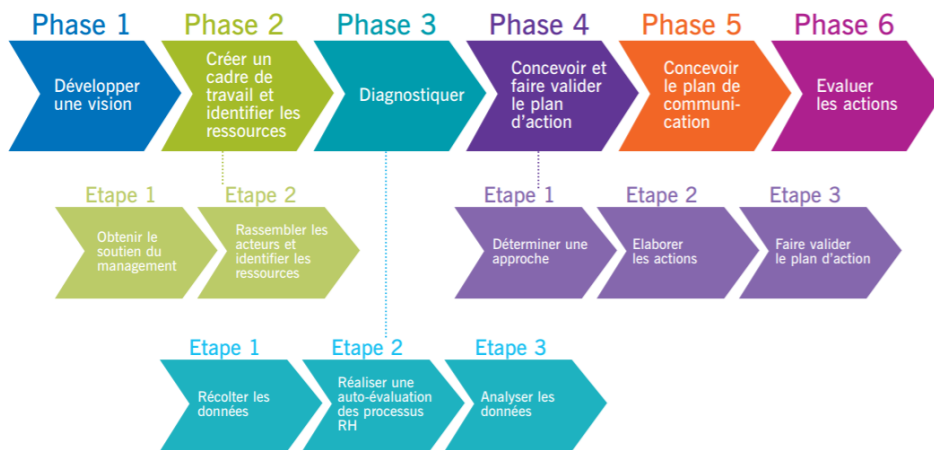 Phase 1
Développer
une vision
Phase 2
Créer un
cadre de
travail et
identifier les
ressources
Phase 3
Diagnostiquer
Phase 4
Concevoir et
faire valider
le plan
d'action
Phase 5
Concevoir
le plan de
communi-
cation
Phase 6
Evaluer
les actions
Etape 1
Obtenir le
soutien du
management
Etape 2
Rassembler les
acteurs et
identifier les
ressources
Etape 1
Déterminer une
approche
Etape 2
Elaborer
les actions
Etape 3
Faire valider
le plan d'action
Etape 1
Récolter les
données
Etape 2
Réaliser une
auto-évaluation
des processus
RH
Etape 3
Analyser les
données